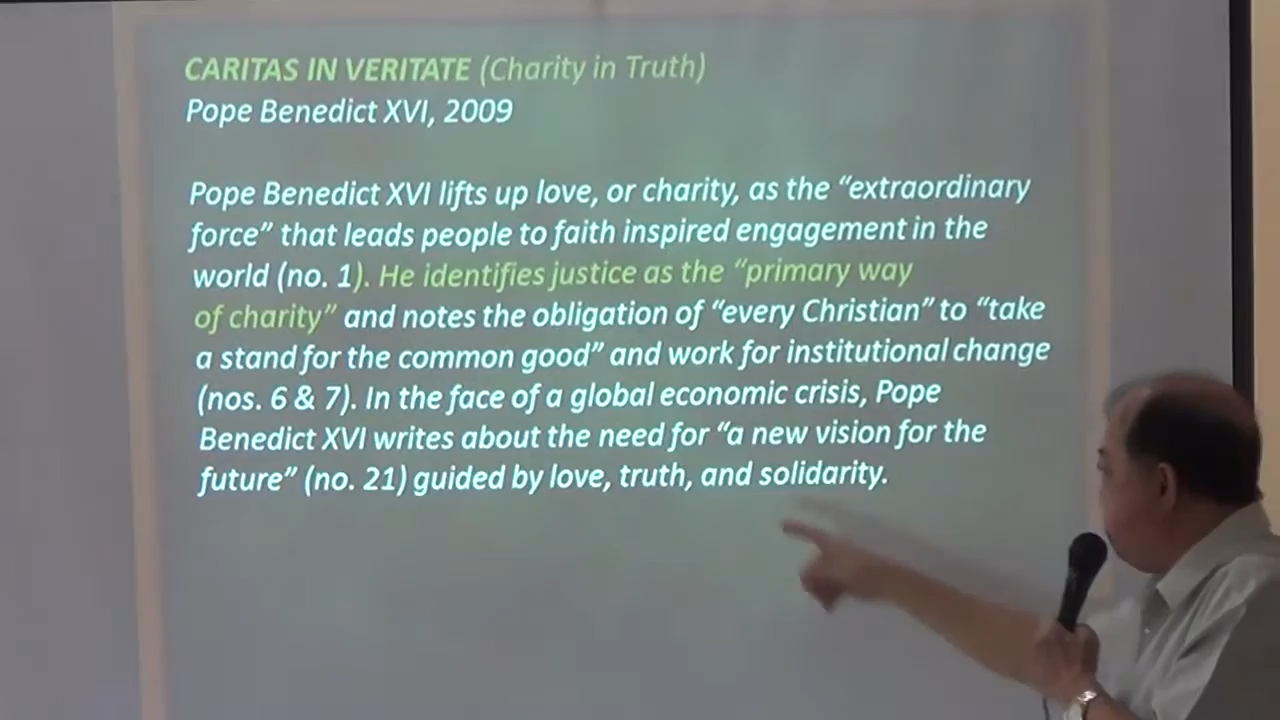 CARITAS IN VERITATE (Charity in Truth)
Pope Benedict XVI, 2009
Pope Benedict XVI lifts up love, or charity, as the “extraordinary
force” that leads people to faith inspired engagement in the
world (no. 1). He identifies justice as the “primary way
of charity” and notes the obligation of “every Christian” to “take
a stand for the common good” and work for institutional change
(nos. 6 & 7). In the face of a global economic crisis, Pope
Benedict XVI writes about the need for “a new vision for the
future” (no. 21) guided by love, truth, and solidarity.